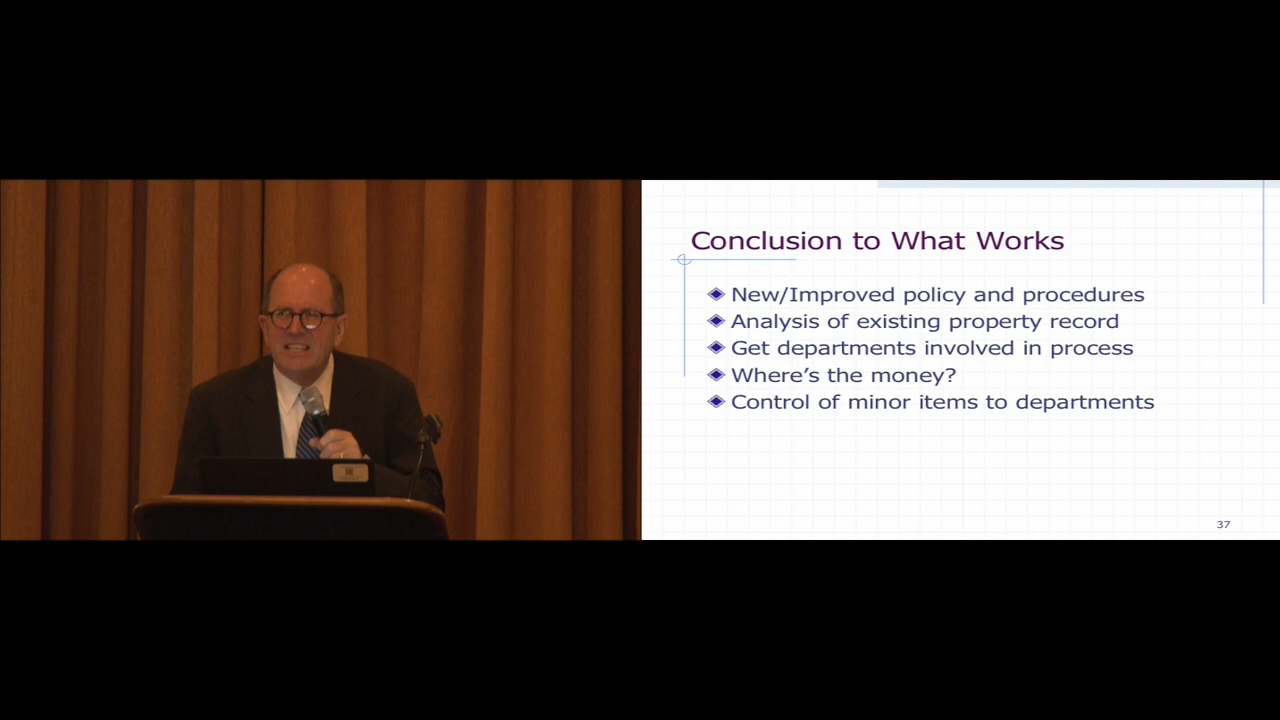 Conclusion to What Works
New/Improved policy and procedures
Analysis of existing property record
Get departments involved in process
Where's the money?
Control of minor items to departments
37